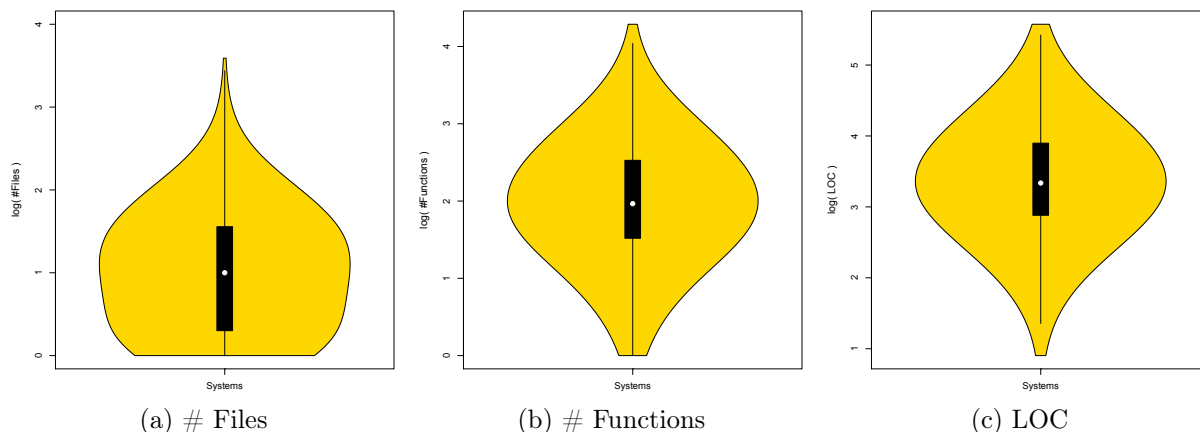 log( #Files )
0
1
2
3
4
Systems
(a) # Files
log( #Functions )
0
1
2
3
4
Systems
(b) # Functions
log( LOC )
1
2
3
4
5
Systems
(c) LOC